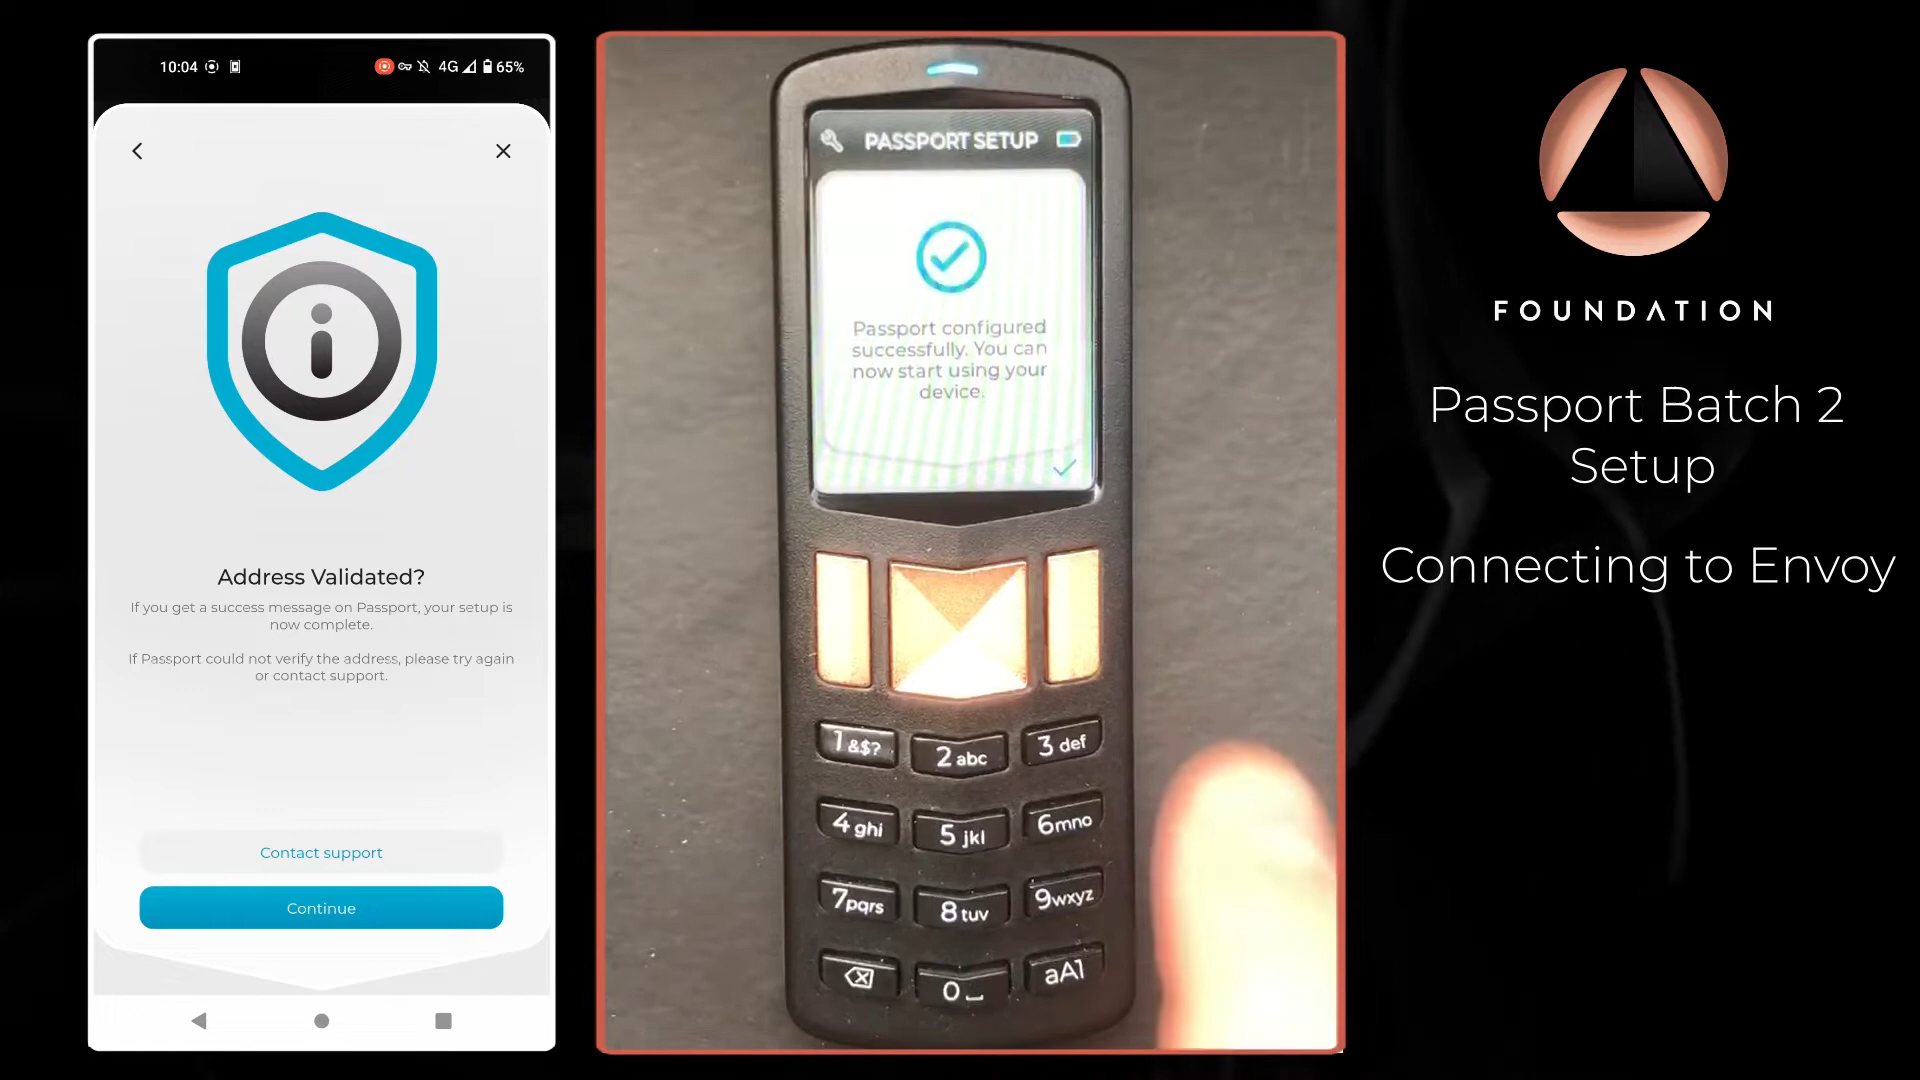 10:04
4G
65%
Address Validated?
If you get a success message on Passport, your setup is
now complete.
If Passport could not verify the address, please try again
or contact support.
Contact support
Continue
PASSPORT SETUP
Passport configured
successfully. You can
now start using your
device.
1 &$?
2 abc
3 def
4 ghi
5 jkl
6 mno
7 pqrs
8 tuv
9 wxyz
0
aA1
FOUNDATION
Passport Batch 2
Setup
Connecting to Envoy